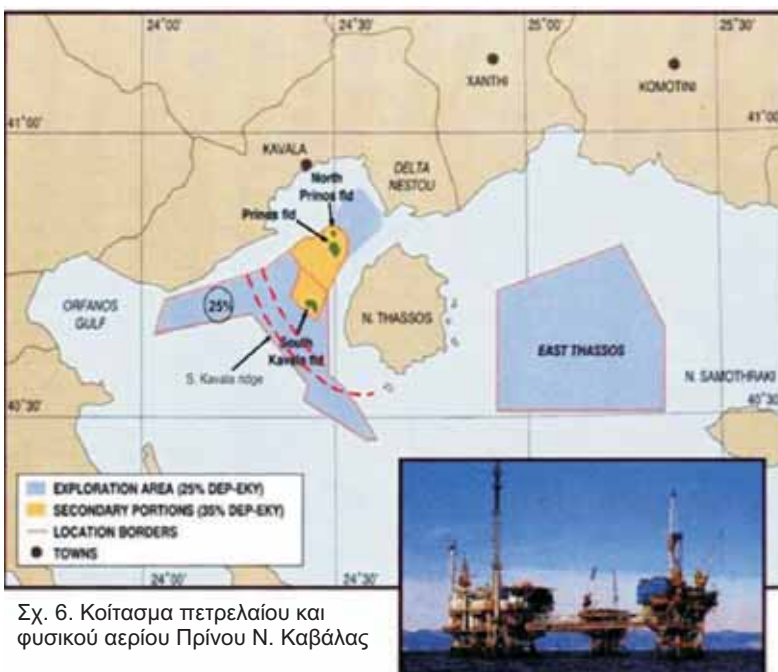 24°00'
24°30'
25°00'
25°30'
XANTHI
KOMOTINI
41°00'
41°00'
KAVALA
North
Prinos fld
DELTA
NESTOU
Prinos fld
ORFANOS
GULF
25%
N. THASSOS
EAST THASSOS
South
Kavala fld
S. Kavala ridge
N. SAMOTHRAKI
40°30'
40°30'
EXPLORATION AREA (25% DEP-EKY)
SECONDARY PORTIONS (35% DEP-EKY)
LOCATION BORDERS
TOWNS
24°00'
24°30'
Σχ. 6. Κοίτασμα πετρελαίου και
φυσικού αερίου Πρίνου Ν. Καβάλας